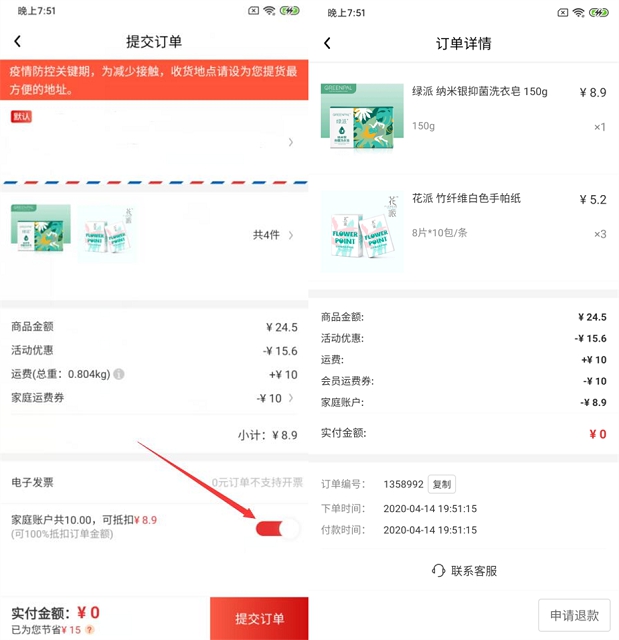 晚上7:51
提交订单
疫情防控关键期，为减少接触，收货地点请设为您提货最
方便的地址。
默认
GREENPAL
绿派
花派
FLOWER
POINT
共4件
商品金额
¥ 24.5
活动优惠
-¥ 15.6
运费(总重：0.804kg)
+¥ 10
家庭运费券
-¥ 10
小计：¥ 8.9
电子发票
0元订单不支持开票
家庭账户共10.00，可抵扣¥ 8.9
(可100%抵扣订单金额)
实付金额：¥ 0
已为您节省¥ 15 ?
提交订单
晚上7:51
订单详情
GREENPAL
绿派
绿派 纳米银抑菌洗衣皂 150g
¥ 8.9
150g
×1
花派
FLOWER
POINT
花派 竹纤维白色手帕纸
¥ 5.2
8片*10包/条
×3
商品金额:
¥ 24.5
活动优惠:
-¥ 15.6
运费:
+¥ 10
会员运费券:
-¥ 10
家庭账户:
-¥ 8.9
实付金额:
¥ 0
订单编号：
1358992
复制
下单时间：
2020-04-14 19:51:15
付款时间：
2020-04-14 19:51:15
联系客服
申请退款